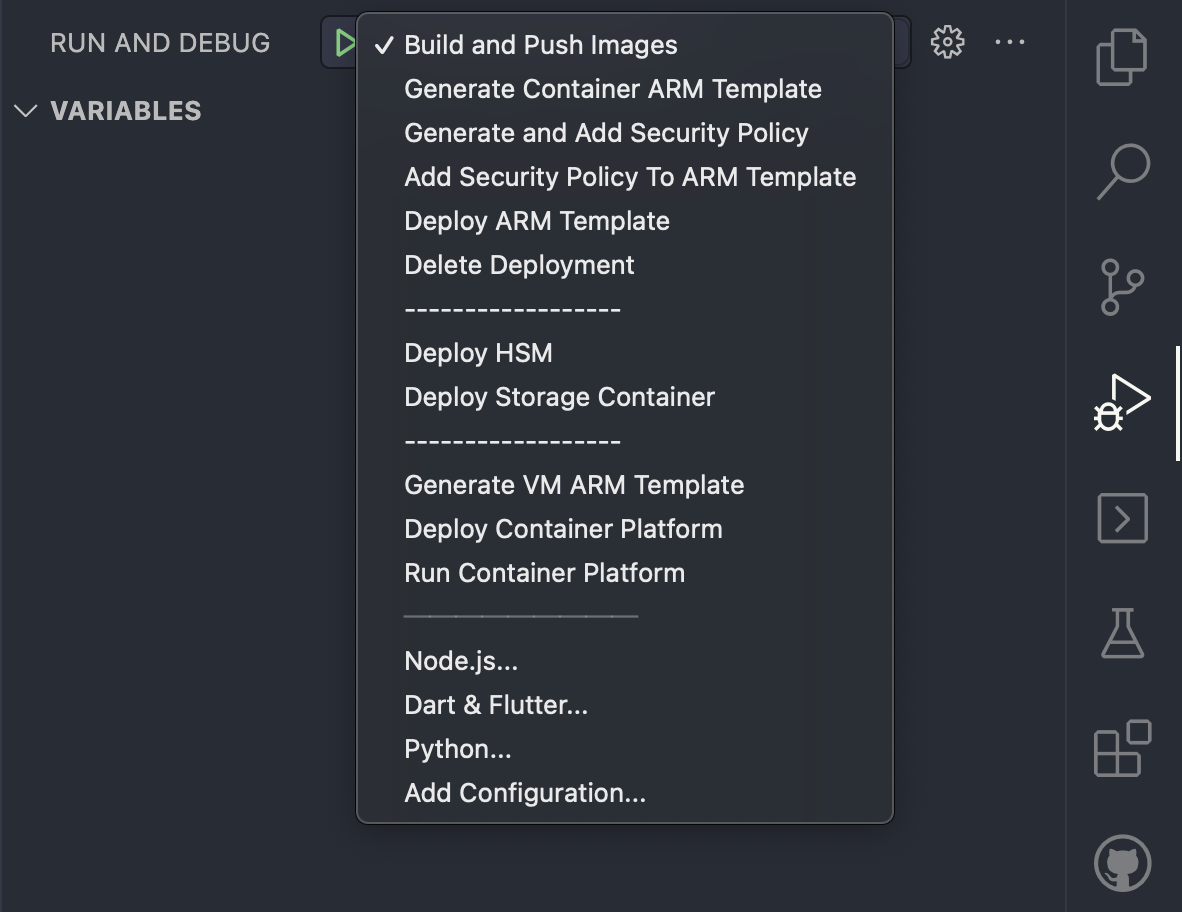 RUN AND DEBUG
VARIABLES
✓ Build and Push Images
Generate Container ARM Template
Generate and Add Security Policy
Add Security Policy To ARM Template
Deploy ARM Template
Delete Deployment
------------------
Deploy HSM
Deploy Storage Container
------------------
Generate VM ARM Template
Deploy Container Platform
Run Container Platform
—————————
Node.js...
Dart & Flutter...
Python...
Add Configuration...